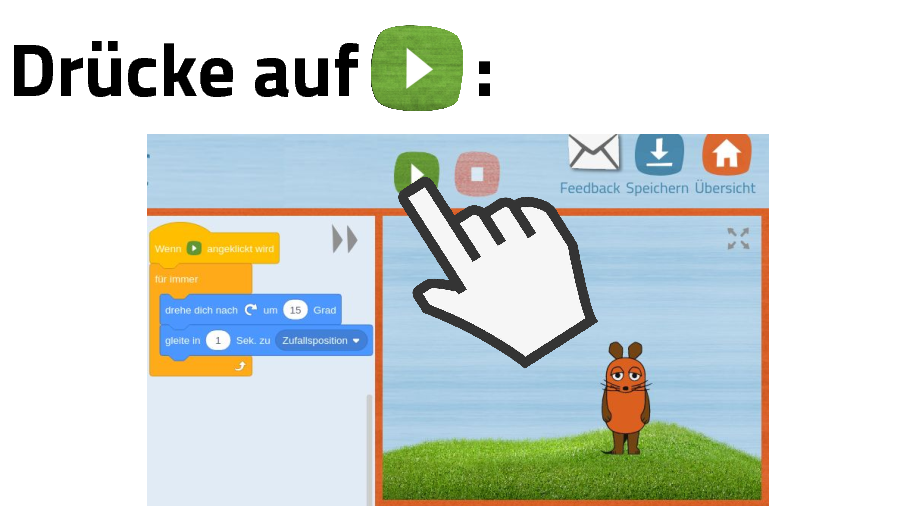 Drücke auf :
Feedback Speichern Übersicht
Wenn angeklickt wird
für immer
drehe dich nach um 15 Grad
gleite in 1 Sek. zu Zufallsposition